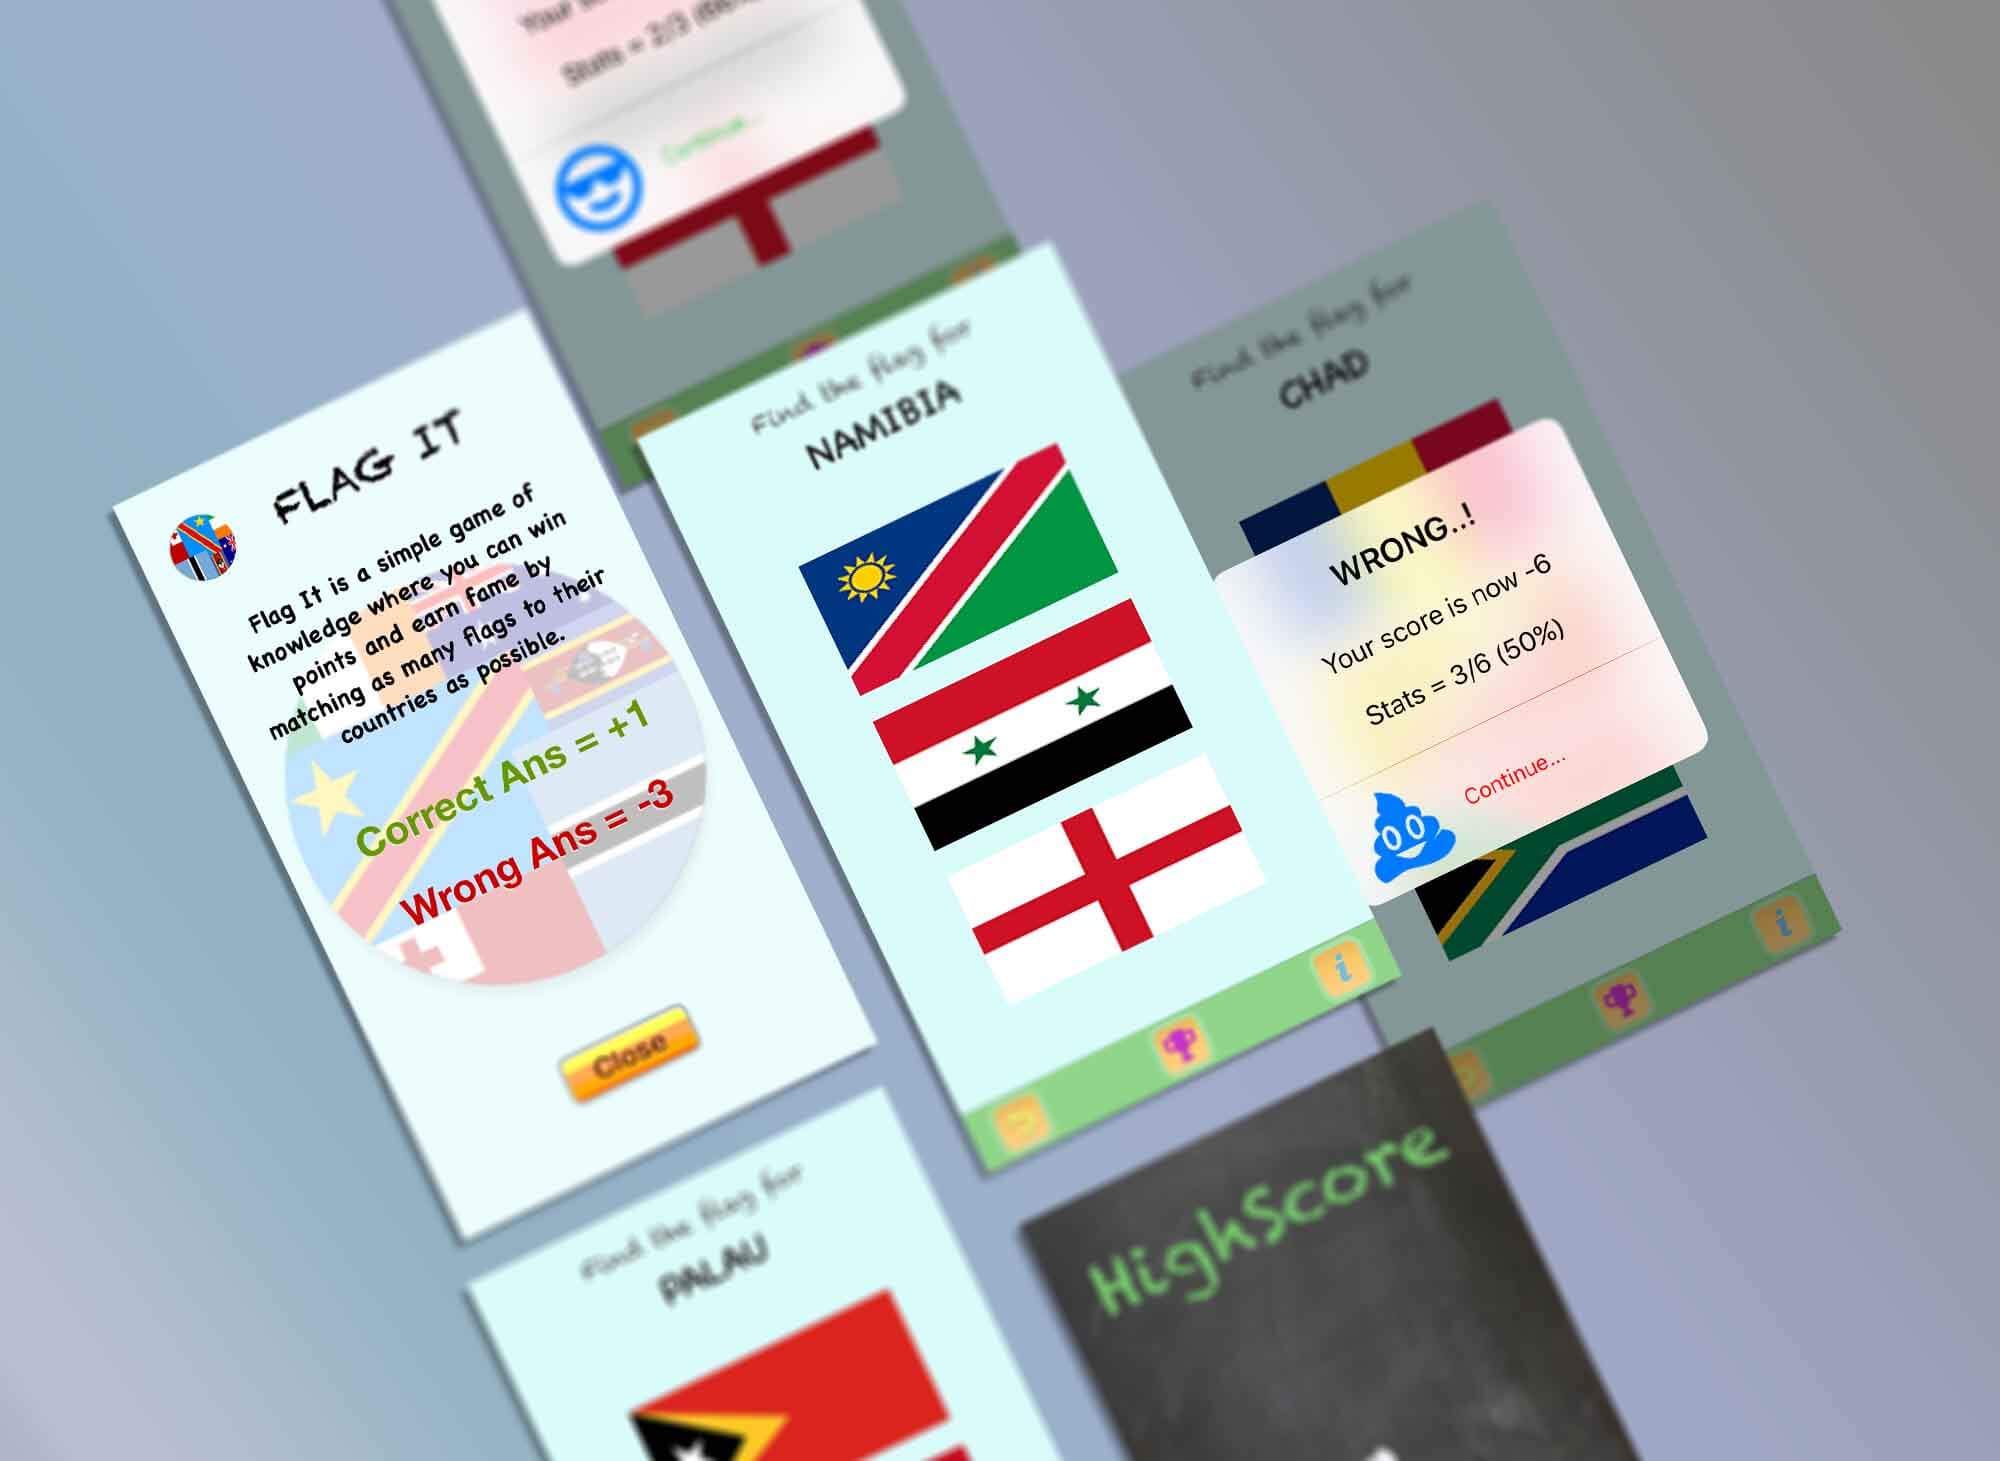 Stats = 2/3
Continue...
FLAG IT
Flag It is a simple game of
knowledge where you can win
points and earn fame by
matching as many flags to their
countries as possible.
Correct Ans = +1
Wrong Ans = -3
Close
Find the flag for
NAMIBIA
i
Find the flag for
CHAD
WRONG..!
Your score is now -6
Stats = 3/6 (50%)
Continue...
i
Find the flag for
PALAU
HighScore